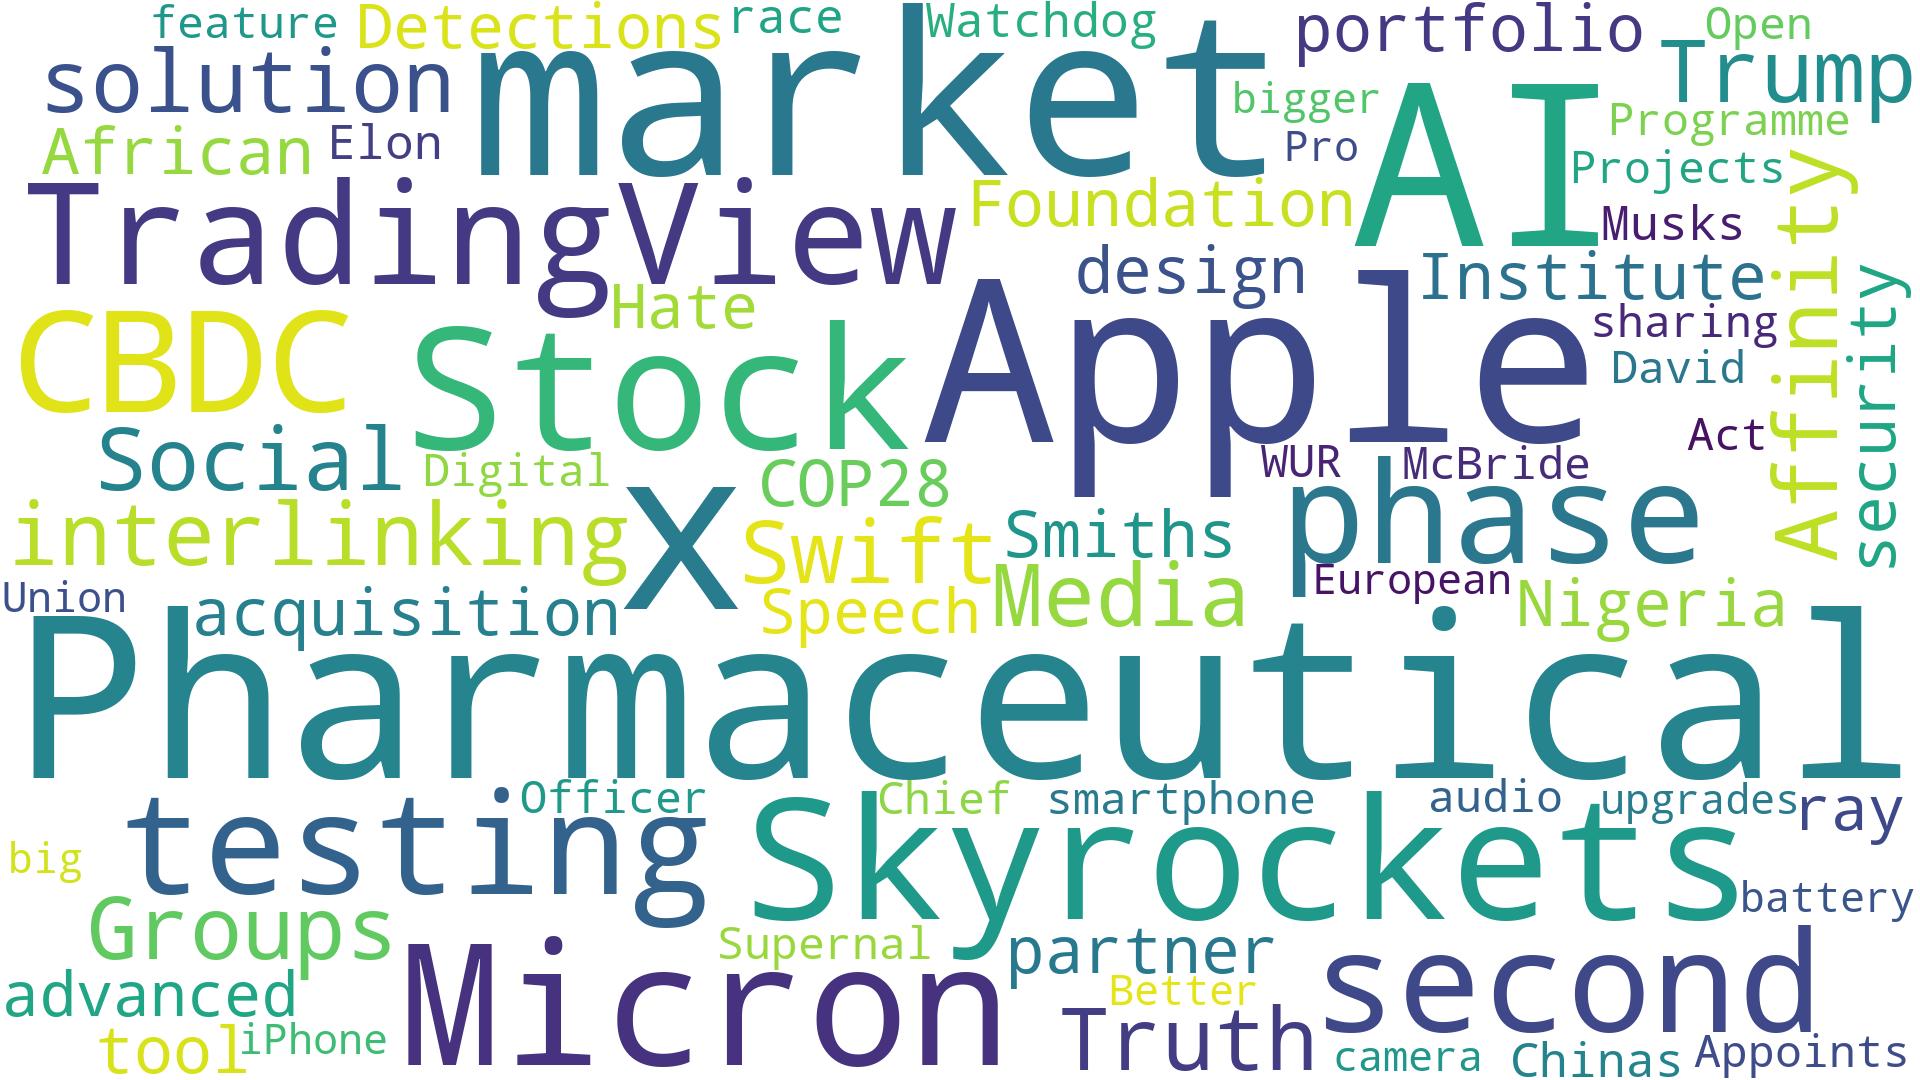 feature
Detections
race
Watchdog
portfolio
Open
solution
market
Trump
bigger
AI
Programme
African
Elon
Pro
Projects
TradingView
Foundation
Musks
Affinity
design
Institute
security
Hate
sharing
CBDC
Stock
Apple
David
Act
Social
Digital
COP28
WUR
McBride
interlinking
x
Swift
Smiths
phase
Union
acquisition
Speech
Media
European
Nigeria
Pharmaceutical
Officer
Chief
smartphone
audio
upgrades
ray
big
testing
Skyrockets
battery
Groups
Supernal
partner
second
advanced
Micron
Better
tool
iPhone
Truth
camera
Chinas
Appoints